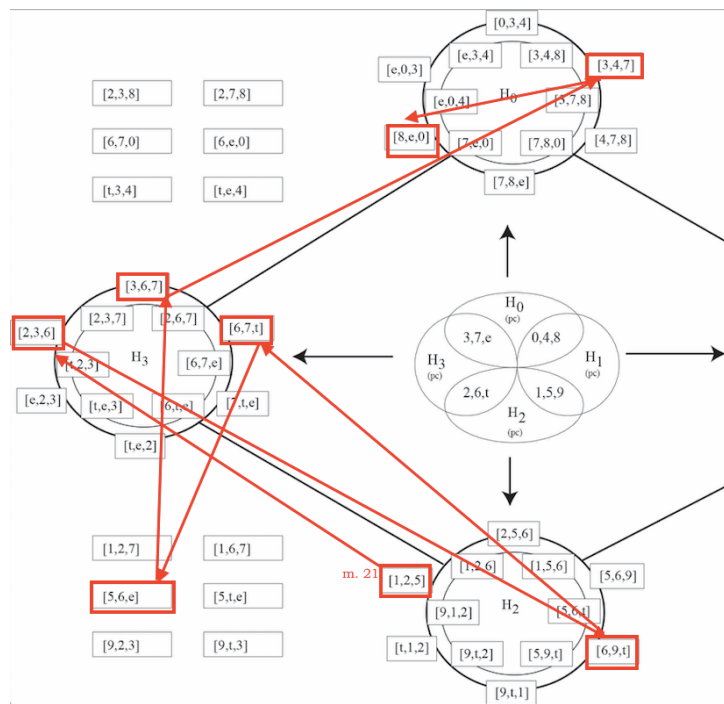 [0,3,4]
[e,3,4] [3,4,8]
[e,0,3] [3,4,7]
[2,3,8] [2,7,8]
[e,0,4] H0 [3,7,8]
[6,7,0] [6,e,0]
[8,e,0] [7,e,0] [7,8,0] [4,7,8]
[t,3,4] [t,e,4]
[7,8,e]
[3,6,7]
[2,3,7] [2,6,7]
[2,3,6] [6,7,t]
H3
[t,2,3] [6,7,e]
[e,2,3] [t,e,3] [6,t,e] [7,t,e]
[t,e,2]
H0
(pc)
3,7,e 0,4,8
H3
(pc)
H1
(pc)
2,6,t 1,5,9
H2
(pc)
[2,5,6]
[1,2,7] [1,6,7]
[1,2,6] [1,5,6]
m. 21 [1,2,5] [5,6,9]
[5,6,e] [5,t,e]
[9,1,2] H2 [5,6,t]
[9,2,3] [9,t,3]
[t,1,2] [9,t,2] [5,9,t] [6,9,t]
[9,t,1]